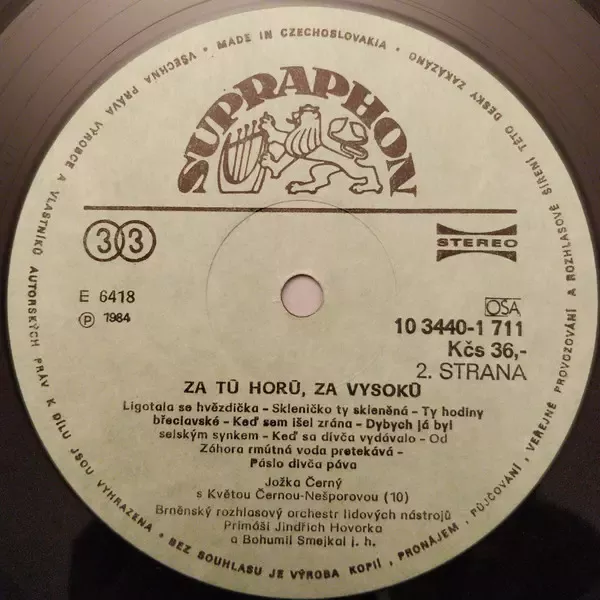 VŠECHNA PRÁVA VÝROBCE A VLASTNÍKŮ AUTORSKÝCH PRÁV K DÍLU JSOU VYHRAZENA • BEZ SOUHLASU JE VÝROBA KOPIÍ, PRONÁJEM, PŮJČOVÁNÍ, VEŘEJNÉ PROVOZOVÁNÍ A ROZHLASOVÉ ŠÍŘENÍ TÉTO DESKY ZAKÁZÁNO • MADE IN CZECHOSLOVAKIA •
SUPRAPHON
33
STEREO
E 6418
Ⓟ 1984
OSA
10 3440-1 711
Kčs 36,-
2. STRANA
ZA TŮ HORŮ, ZA VYSOKŮ
Ligotala se hvězdička – Skleničko ty skleněná – Ty hodiny
břeclavské – Keď sem išel zrána – Dybych já byl
selským synkem – Keď sa dívča vydávalo – Od
Záhora rmútná voda pretekává –
Páslo dívča páva
Jožka Černý
s Květou Černou-Nešporovou (10)
Brněnský rozhlasový orchestr lidových nástrojů
Primáši Jindřich Hovorka
a Bohumil Smejkal j. h.